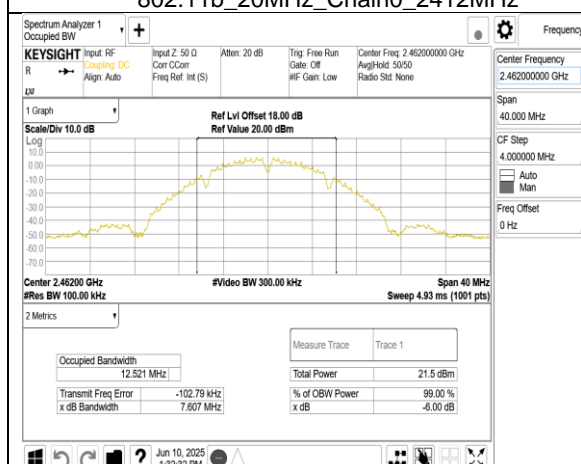 802.11b_20MHz_Chain0_2412MHz
Spectrum Analyzer 1
Occupied BW
Frequency
KEYSIGHT
R
Input: RF
Coupling: DC
Align: Auto
Input Z: 50 Ω
Corr CCorr
Freq Ref: Int (S)
Atten: 20 dB
Trig: Free Run
Gate: Off
#IF Gain: Low
Center Freq: 2.462000000 GHz
Avg|Hold: 50/50
Radio Std: None
Center Frequency
2.462000000 GHz
Span
40.000 MHz
CF Step
4.000000 MHz
Auto
Man
Freq Offset
0 Hz
1 Graph
Scale/Div 10.0 dB
Ref Lvl Offset 18.00 dB
Ref Value 20.00 dBm
Log
10.0
0.00
-10.0
-20.0
-30.0
-40.0
-50.0
-60.0
-70.0
Center 2.46200 GHz
#Res BW 100.00 kHz
#Video BW 300.00 kHz
Span 40 MHz
Sweep 4.93 ms (1001 pts)
2 Metrics
Measure Trace Trace 1
Occupied Bandwidth
12.521 MHz
Total Power 21.5 dBm
Transmit Freq Error -102.79 kHz
% of OBW Power 99.00 %
x dB Bandwidth 7.607 MHz
x dB -6.00 dB
Jun 10, 2025